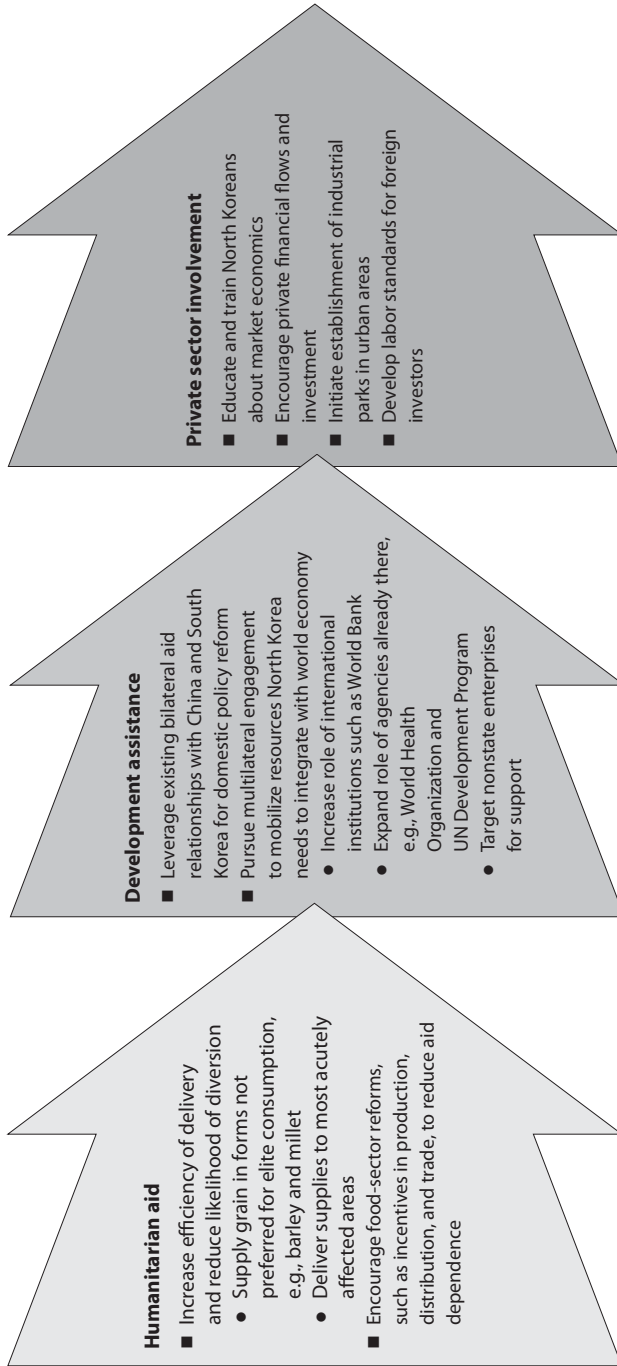 Humanitarian aid
■ Increase efficiency of delivery
and reduce likelihood of diversion
● Supply grain in forms not
preferred for elite consumption,
e.g., barley and millet
● Deliver supplies to most acutely
affected areas
■ Encourage food-sector reforms,
such as incentives in production,
distribution, and trade, to reduce aid
dependence
Development assistance
■ Leverage existing bilateral aid
relationships with China and South
Korea for domestic policy reform
■ Pursue multilateral engagement
to mobilize resources North Korea
needs to integrate with world economy
● Increase role of international
institutions such as World Bank
● Expand role of agencies already there,
e.g., World Health
Organization and
UN Development Program
● Target nonstate enterprises
for support
Private sector involvement
■ Educate and train North Koreans
about market economics
■ Encourage private financial flows and
investment
■ Initiate establishment of industrial
parks in urban areas
■ Develop labor standards for foreign
investors